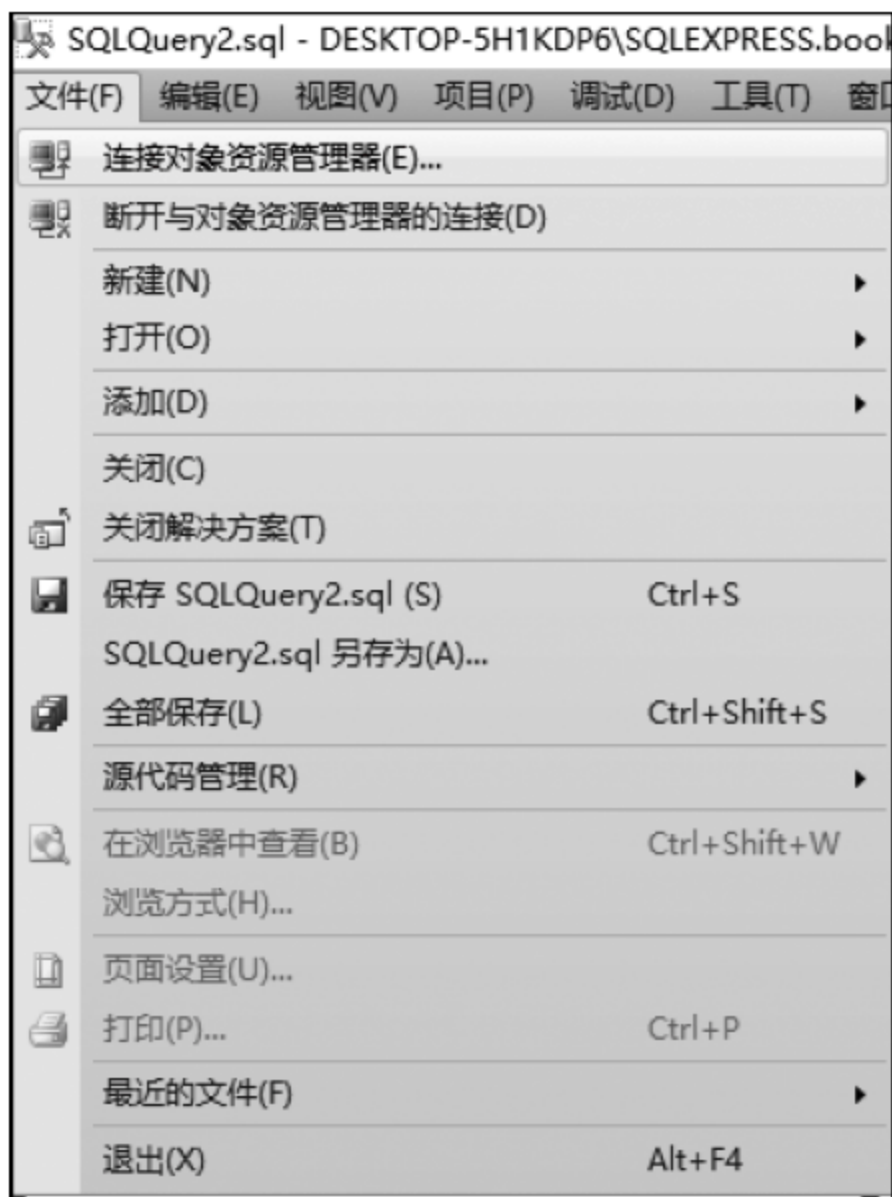 SQLQuery2.sql - DESKTOP-5H1KDP6\SQLEXPRESS.book
文件(F) 编辑(E) 视图(V) 项目(P) 调试(D) 工具(T) 窗口
连接对象资源管理器(E)...
断开与对象资源管理器的连接(D)
新建(N)
打开(O)
添加(D)
关闭(C)
关闭解决方案(T)
保存 SQLQuery2.sql (S) Ctrl+S
SQLQuery2.sql 另存为(A)...
全部保存(L) Ctrl+Shift+S
源代码管理(R)
在浏览器中查看(B) Ctrl+Shift+W
浏览方式(H)...
页面设置(U)...
打印(P)... Ctrl+P
最近的文件(F)
退出(X) Alt+F4